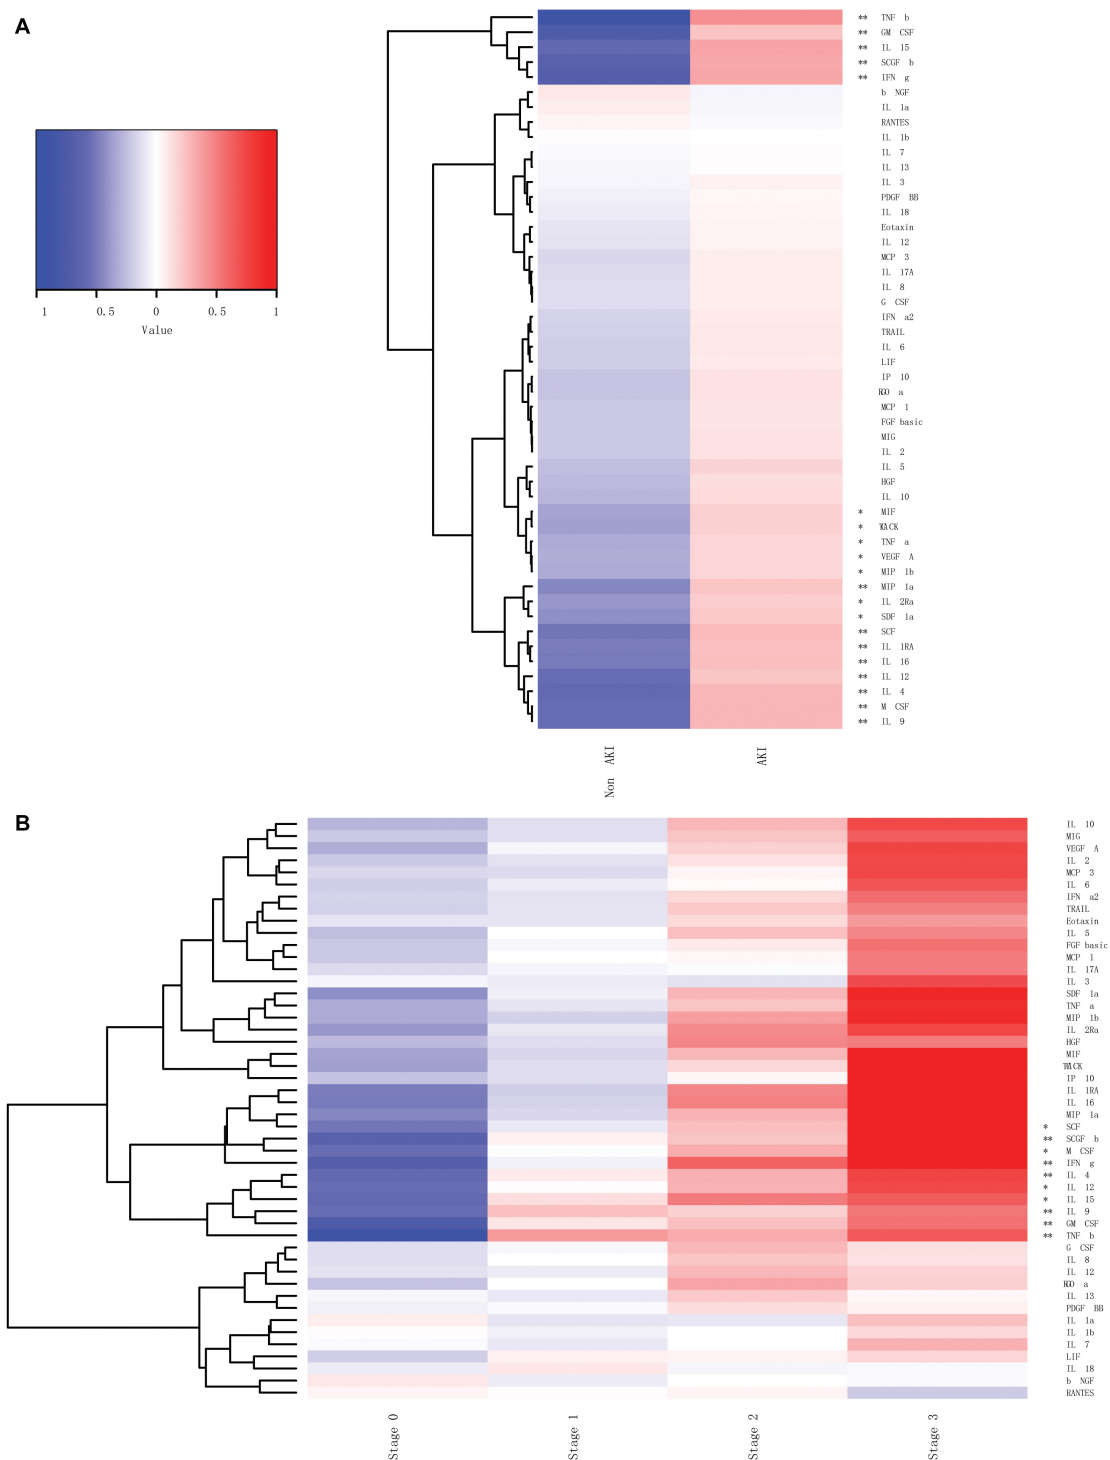 A
** TNF b
** GM CSF
** IL 15
** SCGF b
** IFN g
b NGF
IL 1a
RANTES
IL 1b
IL 7
IL 13
IL 3
PDGF BB
IL 18
Eotaxin
IL 12
MCP 3
IL 17A
IL 8
G CSF
IFN a2
TRAIL
IL 6
LIF
IP 10
a
MCP 1
FGF basic
MIG
IL 2
IL 5
HGF
IL 10
* MIF
*
* TNF a
* VEGF A
* MIP 1b
** MIP 1a
* IL 2Ra
* SDF 1a
** SCF
** IL 1RA
** IL 16
** IL 12
** IL 4
** M CSF
** IL 9
1 0.5 0 0.5 1
Value
Non AKI
AKI
B
IL 10
MIG
VEGF A
IL 2
MCP 3
IL 6
IFN a2
TRAIL
Eotaxin
IL 5
FGF basic
MCP 1
IL 17A
IL 3
SDF 1a
TNF a
MIP 1b
IL 2Ra
HGF
MIF
IP 10
IL 1RA
IL 16
MIP 1a
* SCF
** SCGF b
* M CSF
** IFN g
** IL 4
* IL 12
* IL 15
** IL 9
** GM CSF
** TNF b
G CSF
IL 8
IL 12
a
IL 13
PDGF BB
IL 1a
IL 1b
IL 7
LIF
IL 18
b NGF
RANTES
Stage 0
Stage 1
Stage 2
Stage 3